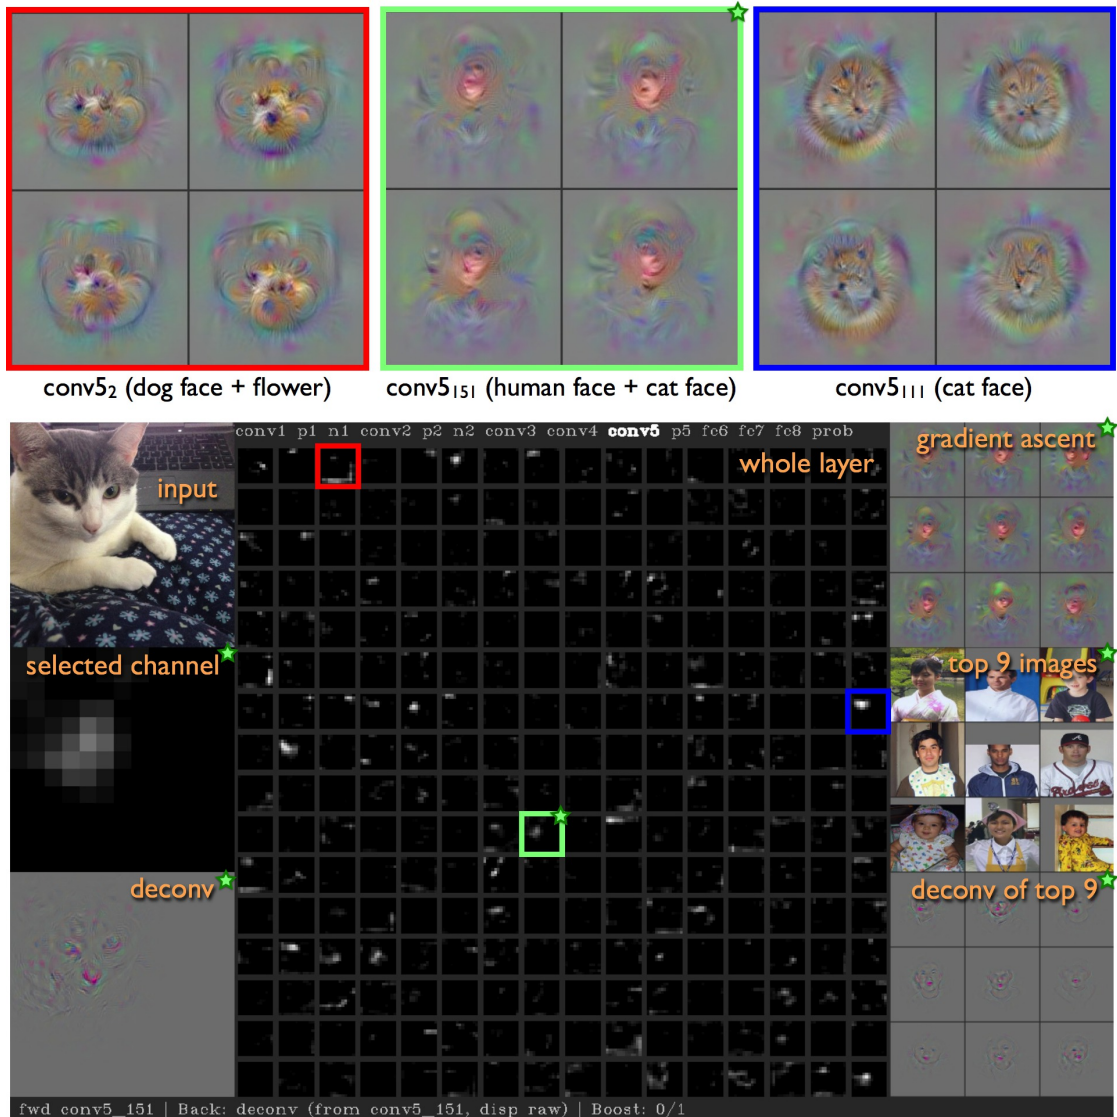 conv5₂ (dog face + flower)
conv5₁₅₁ (human face + cat face)
conv5₁₁₁ (cat face)
conv1 p1 n1 conv2 p2 n2 conv3 conv4 conv5 p5 fc6 fc7 fc8 prob
input
whole layer
gradient ascent
selected channel
top 9 images
Braves
deconv
deconv of top 9
fwd conv5_151 | Back: deconv (from conv5_151, disp raw) | Boost: 0/1